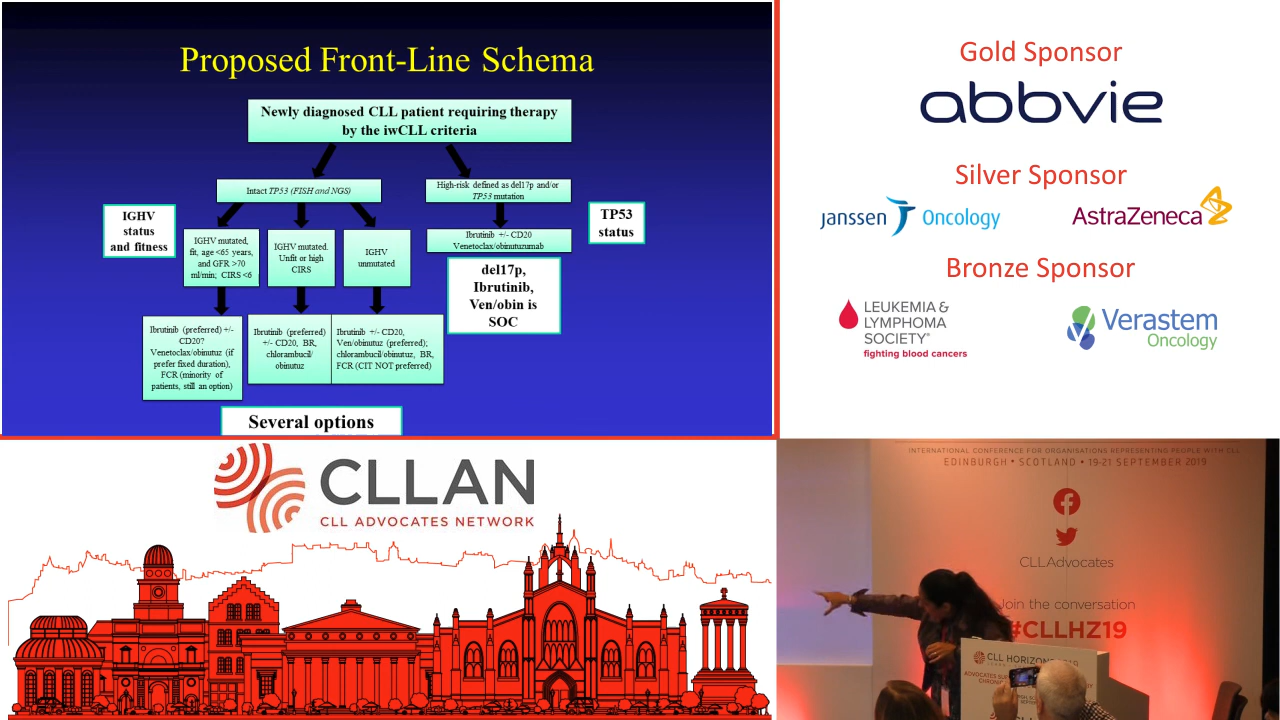 Proposed Front-Line Schema
Newly diagnosed CLL patient requiring therapy
by the iwCLL criteria
Intact TP53 (FISH and NGS)
High-risk defined as del17p and/or
TP53 mutation
IGHV
status
and fitness
IGHV mutated,
fit, age <65 years,
and GFR >70
ml/min; CIRS <6
IGHV mutated.
Unfit or high
CIRS
IGHV
unmutated
Ibrutinib +/- CD20
Venetoclax/obinutuzumab
TP53
status
del17p,
Ibrutinib,
Ven/obin is
SOC
Ibrutinib (preferred) +/-
CD20?
Venetoclax/obinutuz (if
prefer fixed duration),
FCR (minority of
patients, still an option)
Ibrutinib (preferred)
+/- CD20, BR,
chlorambucil/
obinutuz
Ibrutinib +/- CD20,
Ven/obinutuz (preferred);
chlorambucil/obinutuz, BR,
FCR (CIT NOT preferred)
Several options
Gold Sponsor
abbvie
Silver Sponsor
janssen Oncology
AstraZeneca
Bronze Sponsor
LEUKEMIA &
LYMPHOMA
SOCIETY®
fighting blood cancers
Verastem
Oncology
CLLAN
CLL ADVOCATES NETWORK
INTERNATIONAL CONFERENCE FOR ORGANISATIONS REPRESENTING PEOPLE WITH CLL
EDINBURGH • SCOTLAND • 19-21 SEPTEMBER 2019
CLLAdvocates
Join the conversation
#CLLHZ19
CLL HORIZONS